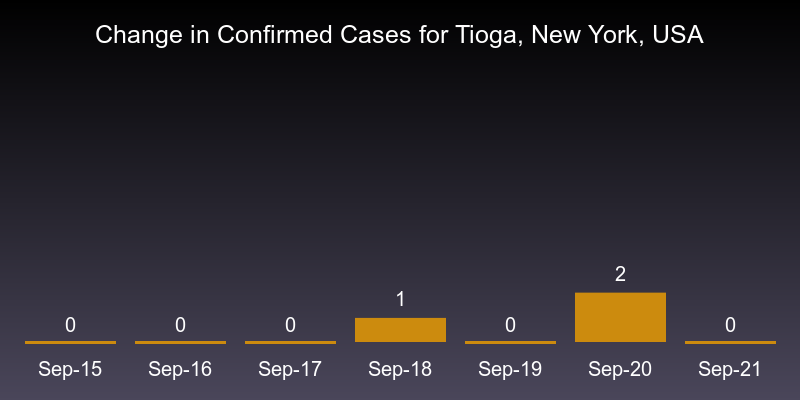 Change in Confirmed Cases for Tioga, New York, USA
0 0 0 1 0 2 0
Sep-15 Sep-16 Sep-17 Sep-18 Sep-19 Sep-20 Sep-21